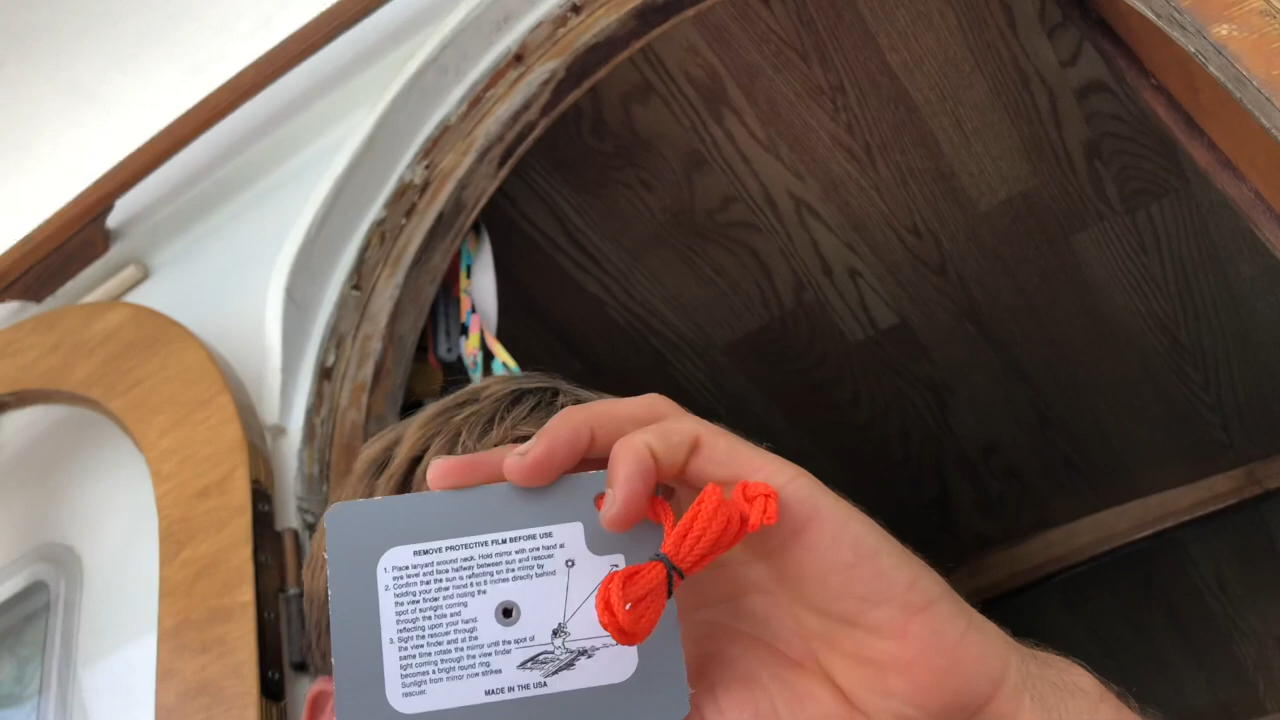 REMOVE PROTECTIVE FILM BEFORE USE
1. Place lanyard around neck. Hold mirror with one hand at
eye level and face halfway between sun and rescuer.
2. Confirm that the sun is reflecting on the mirror by
holding your other hand 6 to 8 inches directly behind
the view finder and noting the
spot of sunlight coming
through the hole and
reflecting upon your hand.
3. Sight the rescuer through
the view finder and at the
same time rotate the mirror until the spot of
light coming through the view finder
becomes a bright round ring.
Sunlight from mirror now strikes
rescuer.
MADE IN THE USA